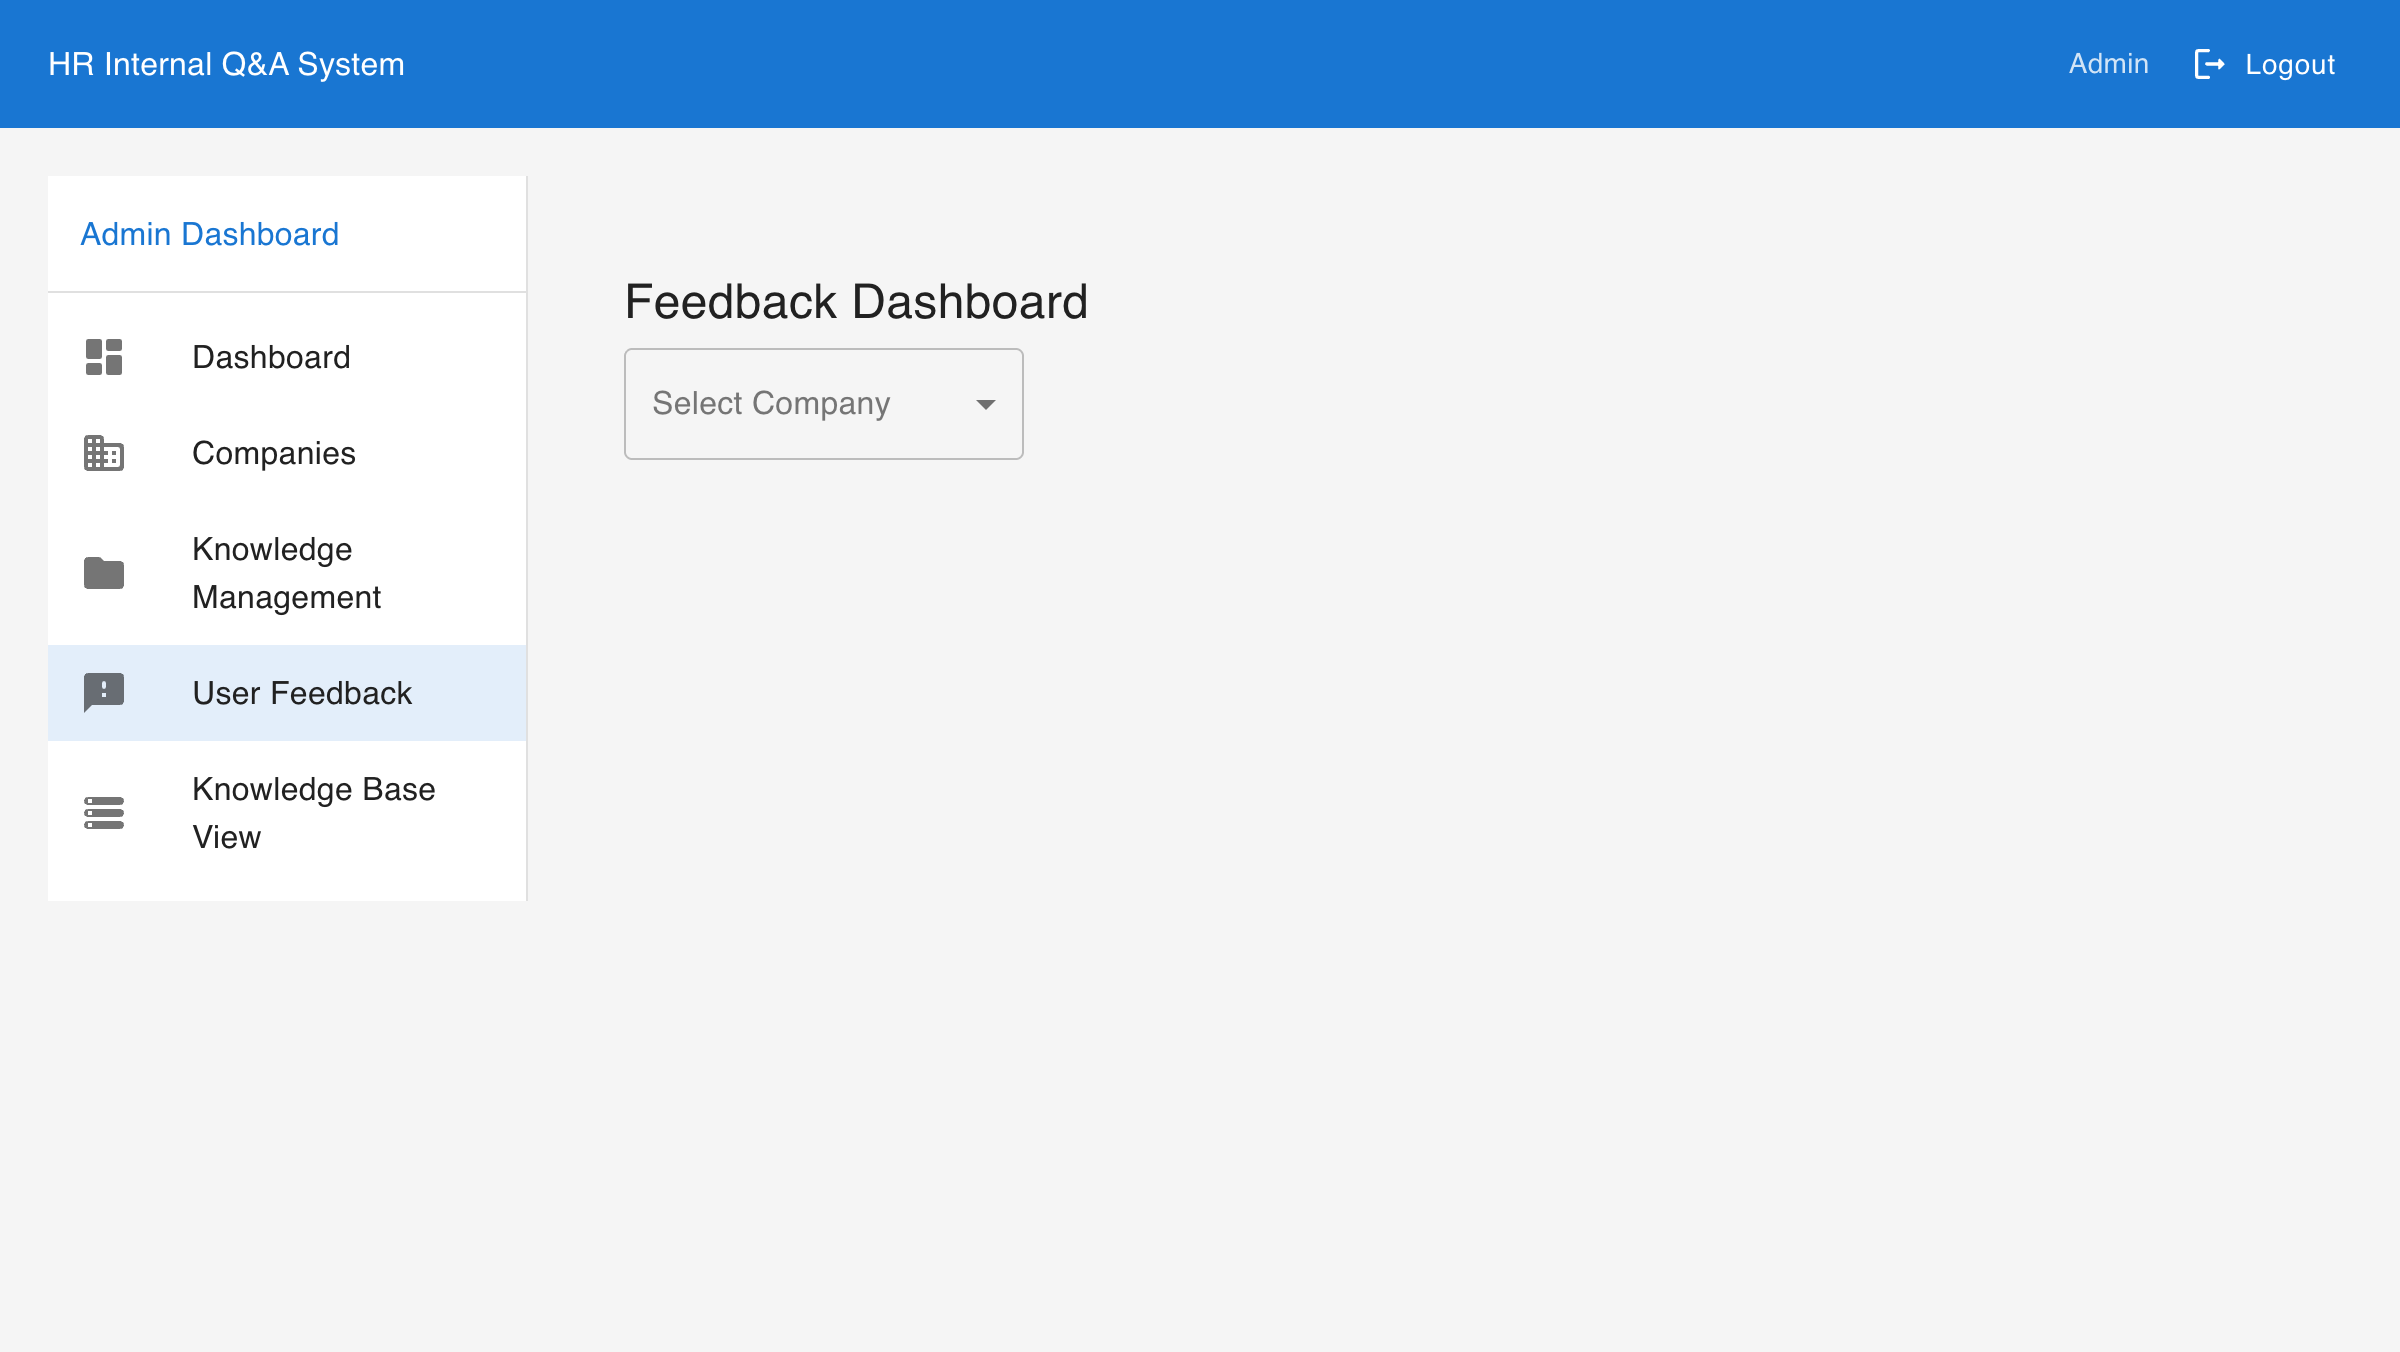 HR Internal Q&A System
Admin
Logout
Admin Dashboard
Dashboard
Companies
Knowledge
Management
User Feedback
Knowledge Base
View
Feedback Dashboard
Select Company